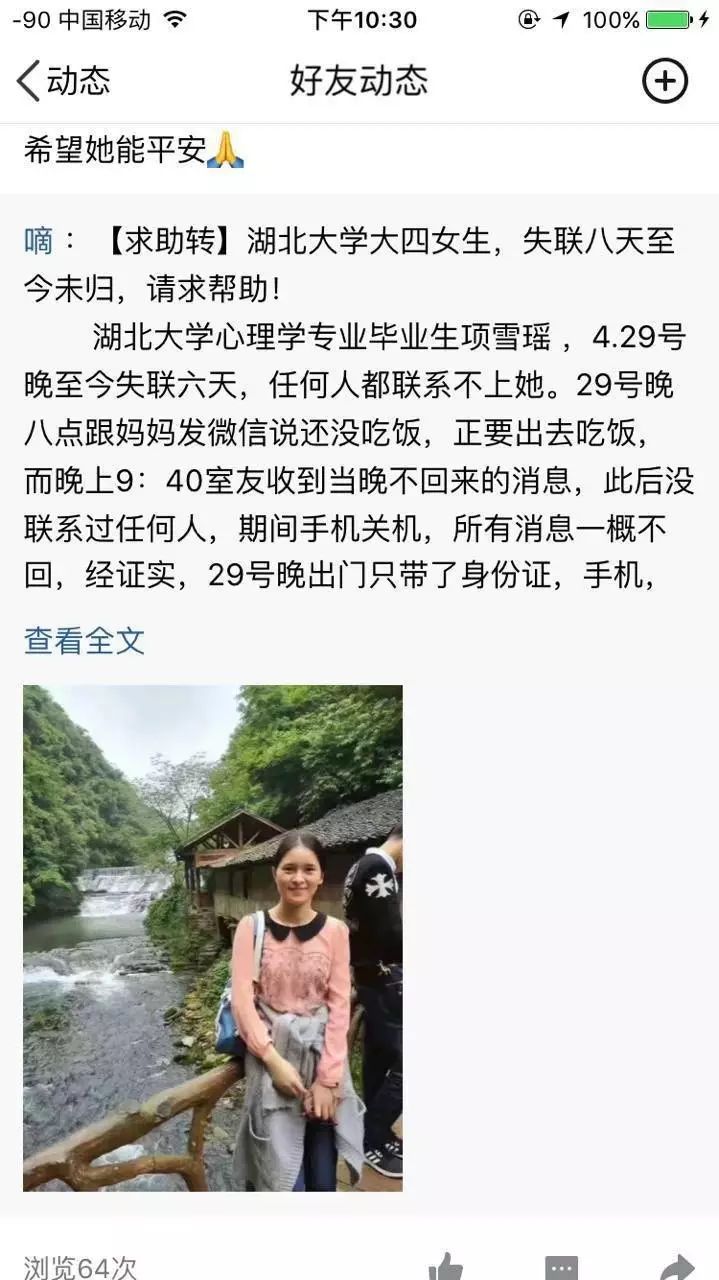 -90 中国移动 下午10:30 100%
动态 好友动态
希望她能平安🙏
嘀：【求助转】湖北大学大四女生，失联八天至
今未归，请求帮助！
湖北大学心理学专业毕业生项雪瑶，4.29号
晚至今失联六天，任何人都联系不上她。29号晚
八点跟妈妈发微信说还没吃饭，正要出去吃饭，
而晚上9：40室友收到当晚不回来的消息，此后没
联系过任何人，期间手机关机，所有消息一概不
回，经证实，29号晚出门只带了身份证，手机，
查看全文
浏览64次